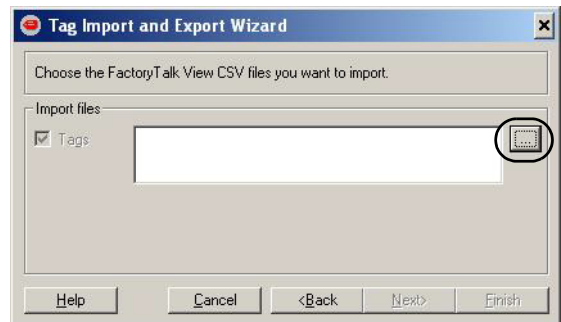 Tag Import and Export Wizard
Choose the FactoryTalk View CSV files you want to import.
Import files
Tags
...
Help Cancel <Back Next> Finish